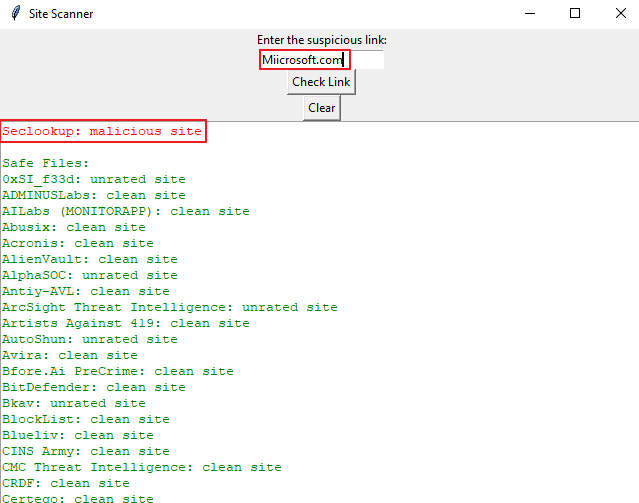 Site Scanner
Enter the suspicious link:
Miicrosoft.com
Check Link
Clear
Seclookup: malicious site
Safe Files:
0xSI_f33d: unrated site
ADMINUSLabs: clean site
AILabs (MONITORAPP): clean site
Abusix: clean site
Acronis: clean site
AlienVault: clean site
AlphaSOC: unrated site
Antiy-AVL: clean site
ArcSight Threat Intelligence: unrated site
Artists Against 419: clean site
AutoShun: unrated site
Avira: clean site
Bfore.Ai PreCrime: clean site
BitDefender: clean site
Bkav: unrated site
BlockList: clean site
Blueliv: clean site
CINS Army: clean site
CMC Threat Intelligence: clean site
CRDF: clean site
Certego: clean site